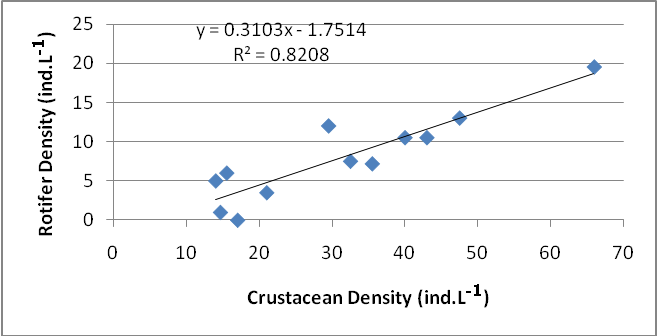 y = 0.3103x - 1.7514
R² = 0.8208
25
20
15
10
5
0
0 10 20 30 40 50 60 70
Rotifer Density (ind.L⁻¹)
Crustacean Density (ind.L⁻¹)